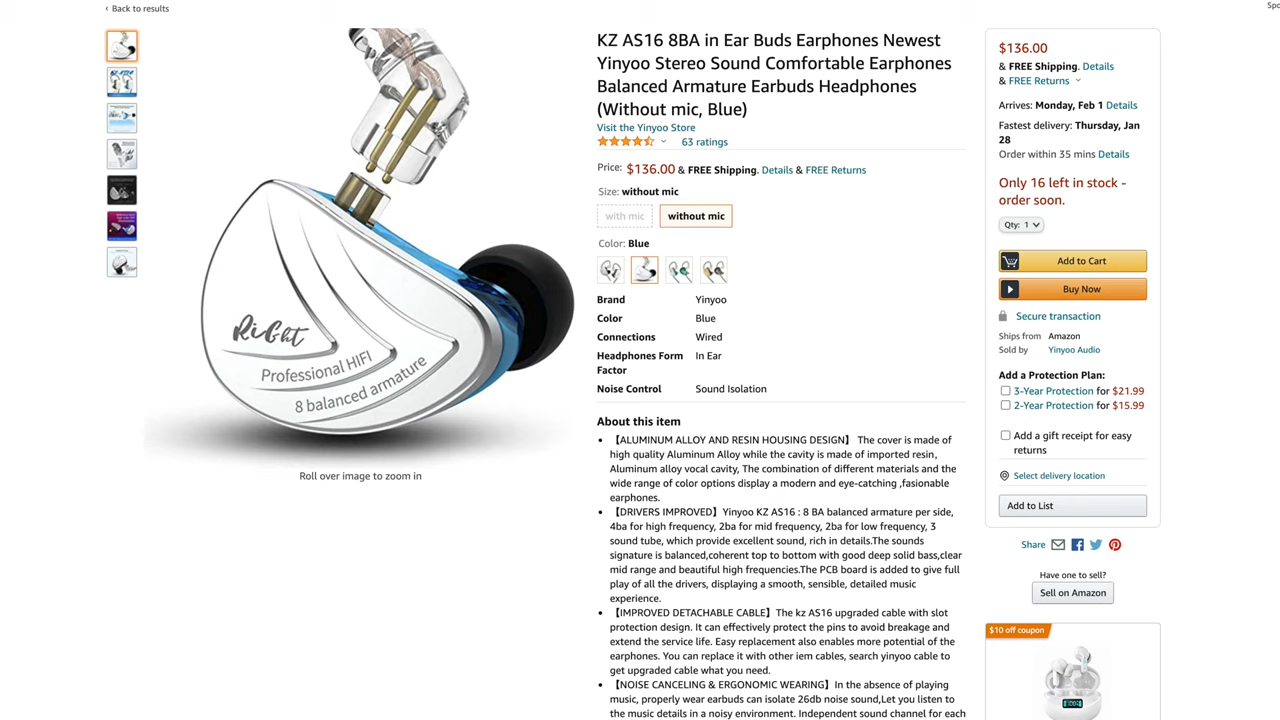 ‹ Back to results
Spo
RiGht
Professional HIFI
8 balanced armature
Roll over image to zoom in
KZ AS16 8BA in Ear Buds Earphones Newest
Yinyoo Stereo Sound Comfortable Earphones
Balanced Armature Earbuds Headphones
(Without mic, Blue)
Visit the Yinyoo Store
63 ratings
Price: $136.00 & FREE Shipping. Details & FREE Returns
Size: without mic
with mic
without mic
Color: Blue
Brand Yinyoo
Color Blue
Connections Wired
Headphones Form In Ear
Factor
Noise Control Sound Isolation
About this item
• 【ALUMINUM ALLOY AND RESIN HOUSING DESIGN】 The cover is made of
high quality Aluminum Alloy while the cavity is made of imported resin,
Aluminum alloy vocal cavity, The combination of different materials and the
wide range of color options display a modern and eye-catching ,fasionable
earphones.
• 【DRIVERS IMPROVED】Yinyoo KZ AS16 : 8 BA balanced armature per side,
4ba for high frequency, 2ba for mid frequency, 2ba for low frequency, 3
sound tube, which provide excellent sound, rich in details.The sounds
signature is balanced,coherent top to bottom with good deep solid bass,clear
mid range and beautiful high frequencies.The PCB board is added to give full
play of all the drivers, displaying a smooth, sensible, detailed music
experience.
• 【IMPROVED DETACHABLE CABLE】The kz AS16 upgraded cable with slot
protection design. It can effectively protect the pins to avoid breakage and
extend the service life. Easy replacement also enables more potential of the
earphones. You can replace it with other iem cables, search yinyoo cable to
get upgraded cable what you need.
• 【NOISE CANCELING & ERGONOMIC WEARING】In the absence of playing
music, properly wear earbuds can isolate 26db noise sound,Let you listen to
the music details in a noisy environment. Independent sound channel for each
$136.00
& FREE Shipping. Details
& FREE Returns
Arrives: Monday, Feb 1 Details
Fastest delivery: Thursday, Jan
28
Order within 35 mins Details
Only 16 left in stock -
order soon.
Qty: 1
Add to Cart
Buy Now
Secure transaction
Ships from Amazon
Sold by Yinyoo Audio
Add a Protection Plan:
3-Year Protection for $21.99
2-Year Protection for $15.99
Add a gift receipt for easy
returns
Select delivery location
Add to List
Share
Have one to sell?
Sell on Amazon
$10 off coupon